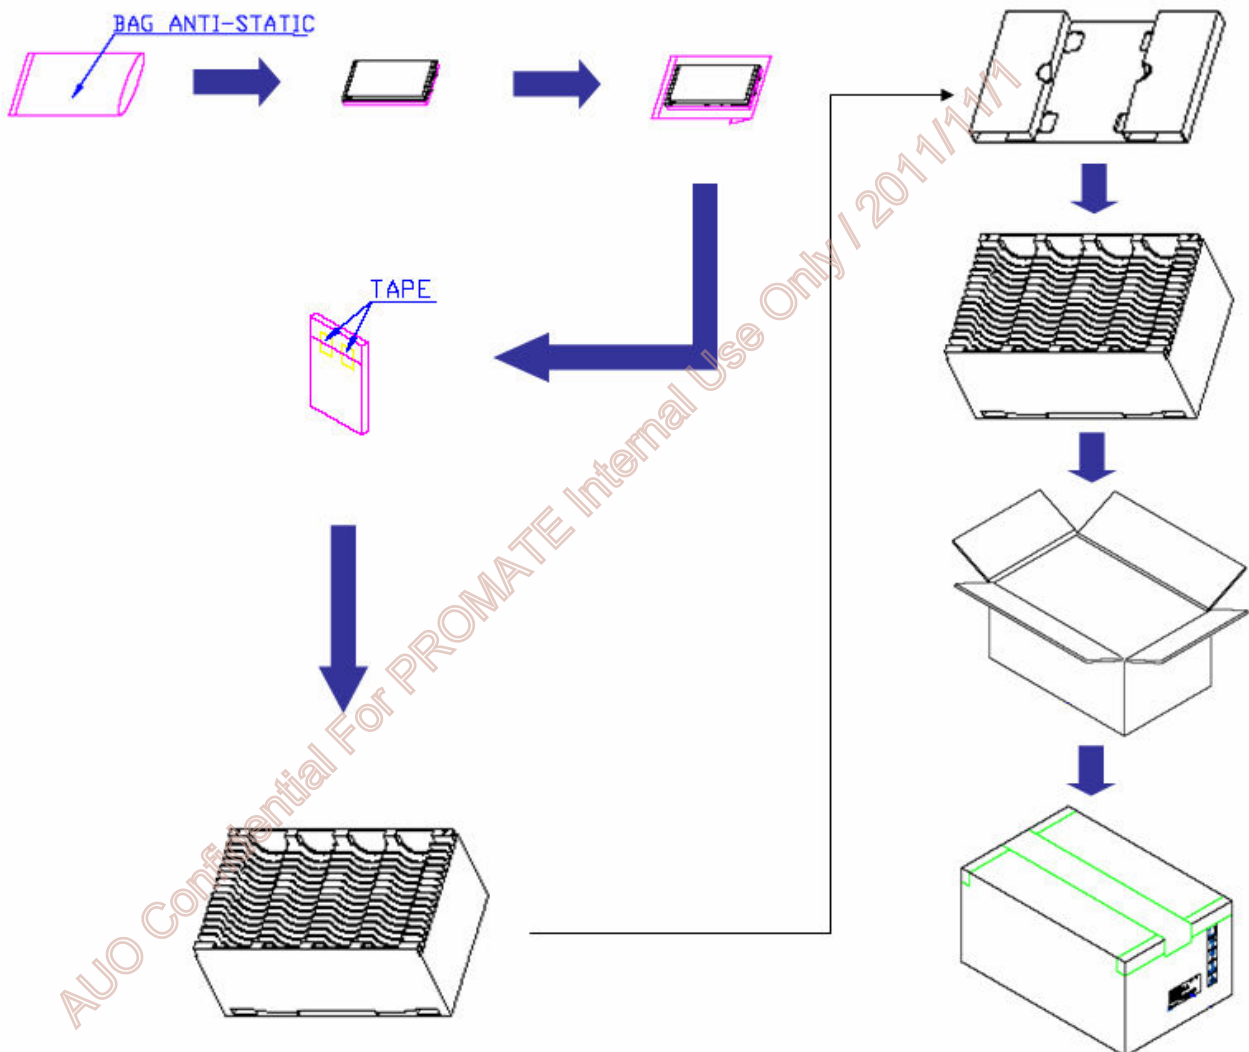 BAG ANTI-STATIC
TAPE
AUO Confidential For PROMATE Internal Use Only / 2011/11/1